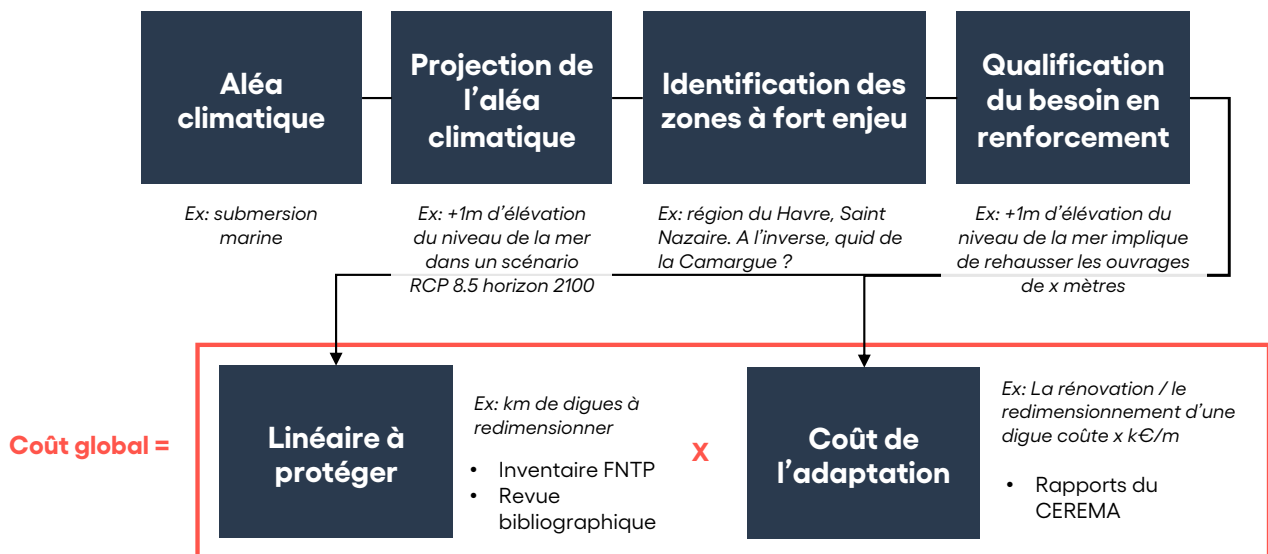 Aléa
climatique
Projection de
l'aléa
climatique
Identification des
zones à fort enjeu
Qualification
du besoin en
renforcement
Ex: submersion
marine
Ex: +1m d'élévation
du niveau de la mer
dans un scénario
RCP 8.5 horizon 2100
Ex: région du Havre, Saint
Nazaire. A l'inverse, quid de
la Camargue ?
Ex: +1m d'élévation du
niveau de la mer implique
de rehausser les ouvrages
de x mètres
Coût global =
Linéaire à
protéger
Ex: km de digues à
redimensionner
• Inventaire FNTP
• Revue
bibliographique
X
Coût de
l'adaptation
Ex: La rénovation / le
redimensionnement d'une
digue coûte x k€/m
• Rapports du
CEREMA